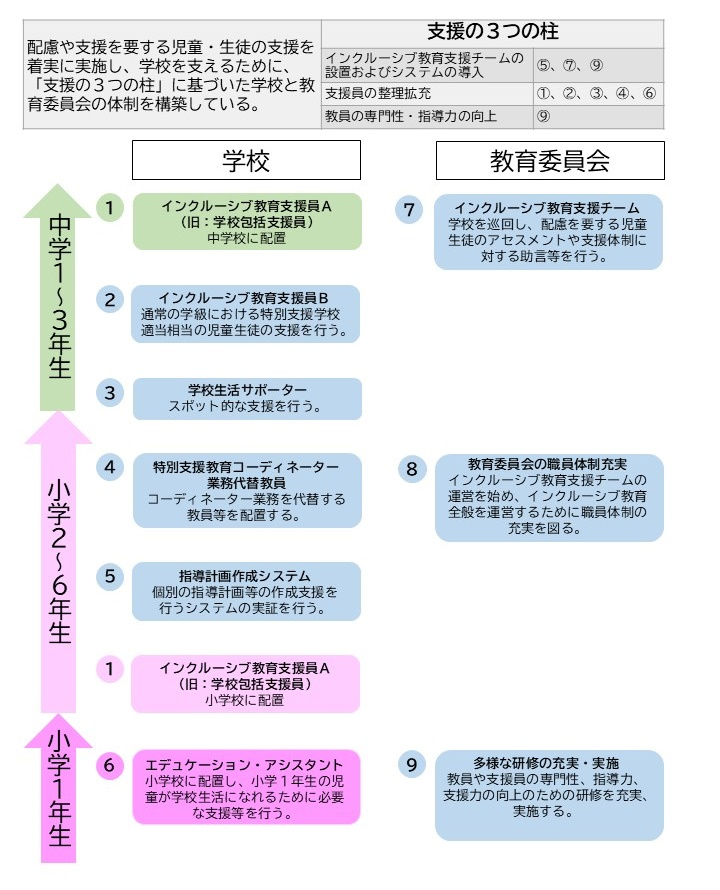 配慮や支援を要する児童・生徒の支援を
着実に実施し、学校を支えるために、
「支援の３つの柱」に基づいた学校と教
育委員会の体制を構築している。
支援の３つの柱
インクルーシブ教育支援チームの
設置およびシステムの導入
⑤、⑦、⑨
支援員の整理拡充
①、②、③、④、⑥
教員の専門性・指導力の向上
⑨
学校
教育委員会
中学１～３年生
1
インクルーシブ教育支援員Ａ
（旧：学校包括支援員）
中学校に配置
7
インクルーシブ教育支援チーム
学校を巡回し、配慮を要する児童
生徒のアセスメントや支援体制に
対する助言等を行う。
2
インクルーシブ教育支援員Ｂ
通常の学級における特別支援学校
適当相当の児童生徒の支援を行う。
3
学校生活サポーター
スポット的な支援を行う。
小学２～６年生
4
特別支援教育コーディネーター
業務代替教員
コーディネーター業務を代替する
教員等を配置する。
8
教育委員会の職員体制充実
インクルーシブ教育支援チームの
運営を始め、インクルーシブ教育
全般を運営するために職員体制の
充実を図る。
5
指導計画作成システム
個別の指導計画等の作成支援を
行うシステムの実証を行う。
1
インクルーシブ教育支援員Ａ
（旧：学校包括支援員）
小学校に配置
小学１年生
6
エデュケーション・アシスタント
小学校に配置し、小学１年生の児
童が学校生活になれるために必要
な支援等を行う。
9
多様な研修の充実・実施
教員や支援員の専門性、指導力、
支援力の向上のための研修を充実、
実施する。